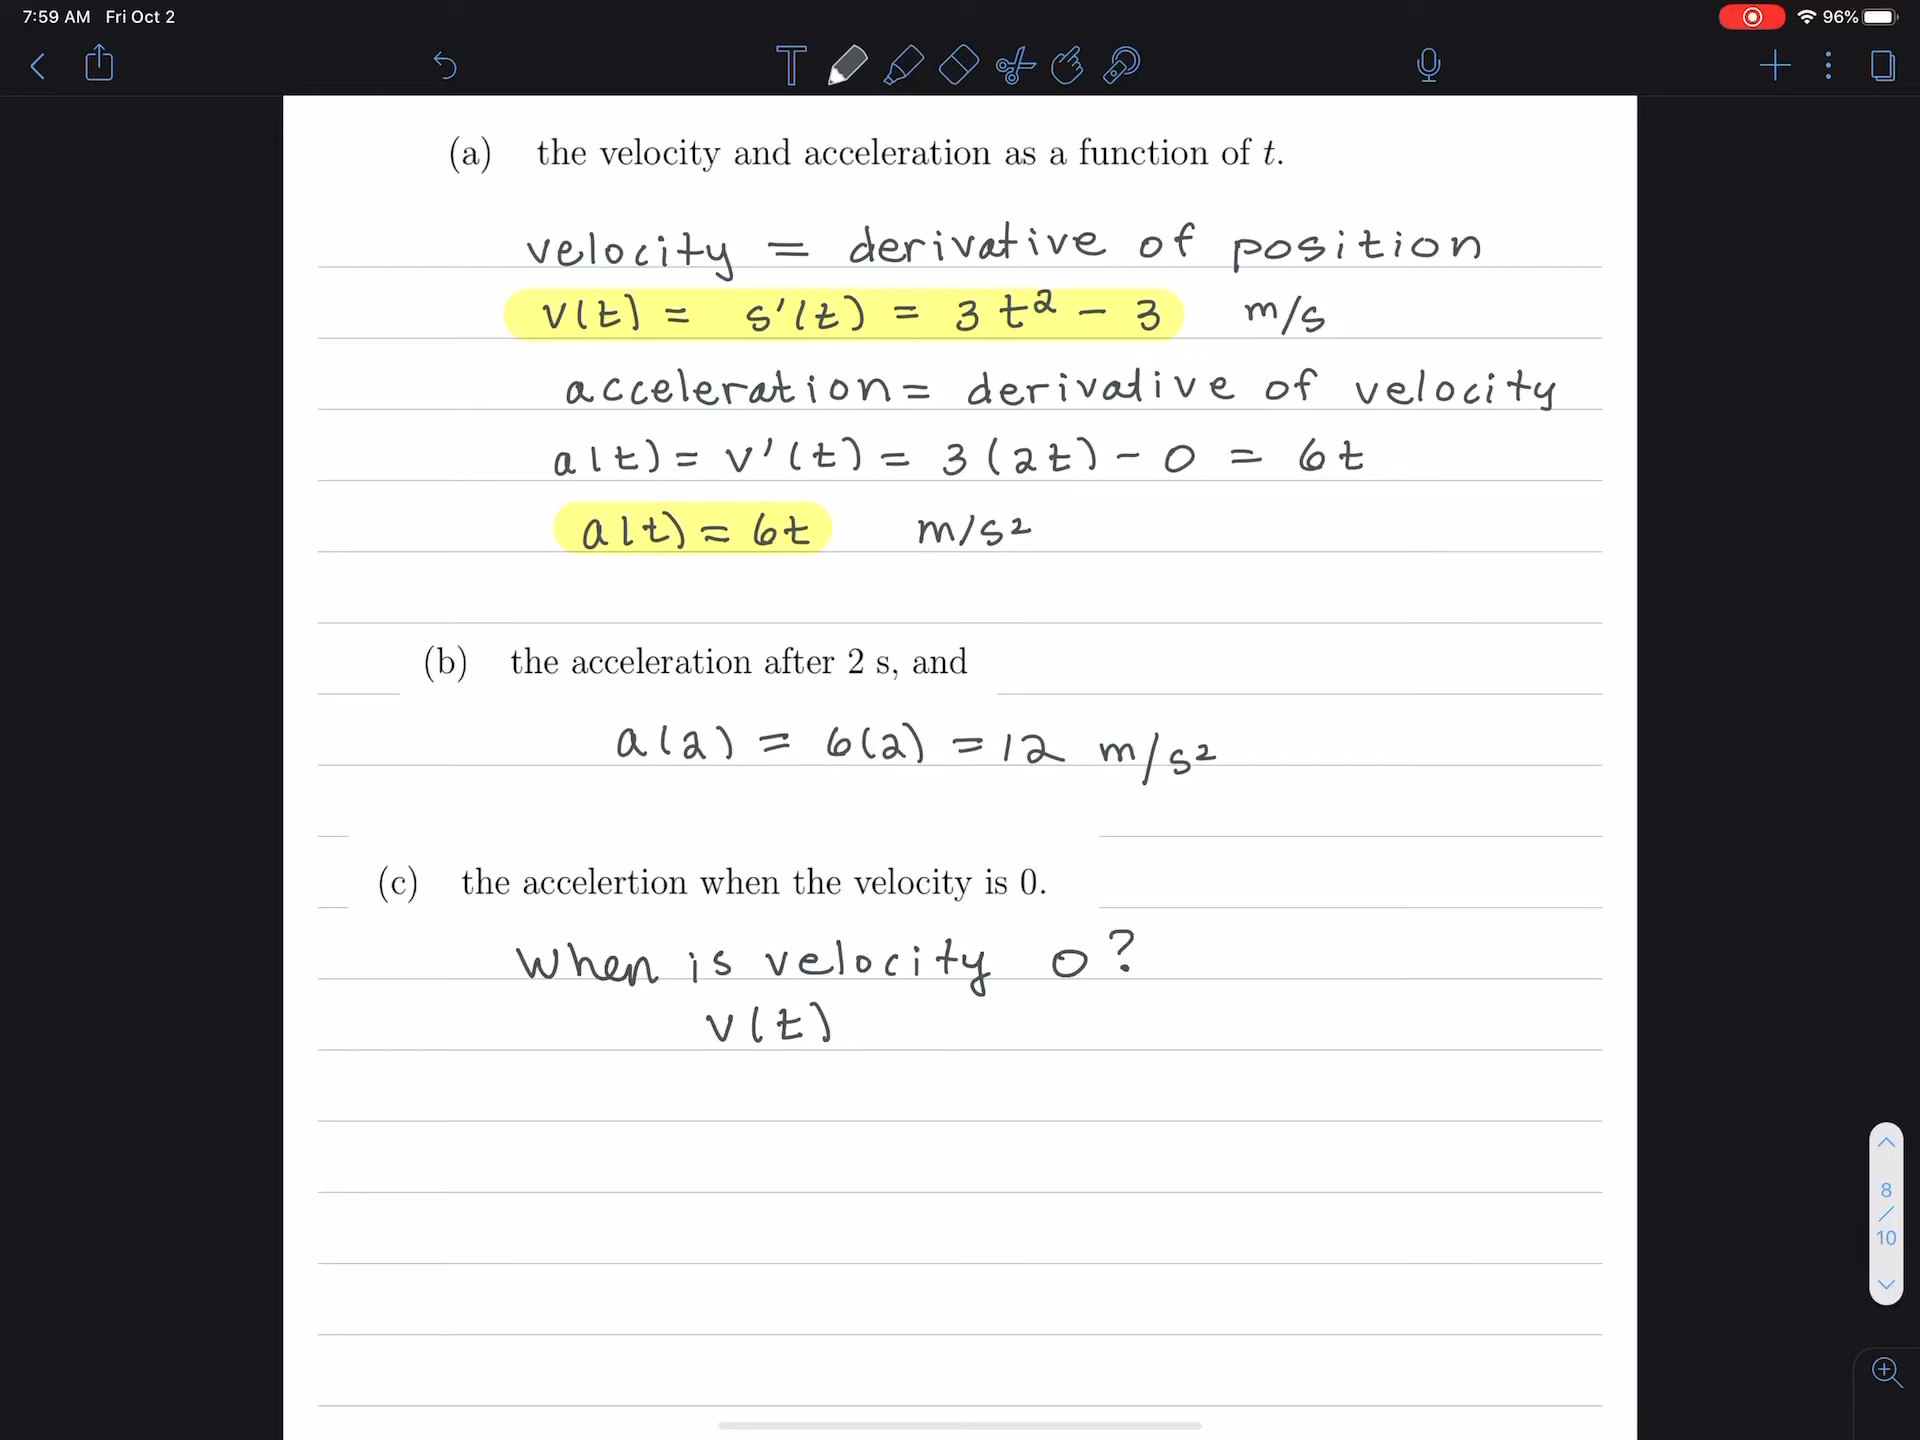 7:59 AM Fri Oct 2
96%
(a) the velocity and acceleration as a function of t.
velocity = derivative of position
v(t) = s'(t) = 3t² - 3 m/s
acceleration = derivative of velocity
a(t) = v'(t) = 3(2t) - 0 = 6t
a(t) = 6t m/s²
(b) the acceleration after 2 s, and
a(2) = 6(2) = 12 m/s²
(c) the accelertion when the velocity is 0.
When is velocity 0?
v(t)
8
/
10